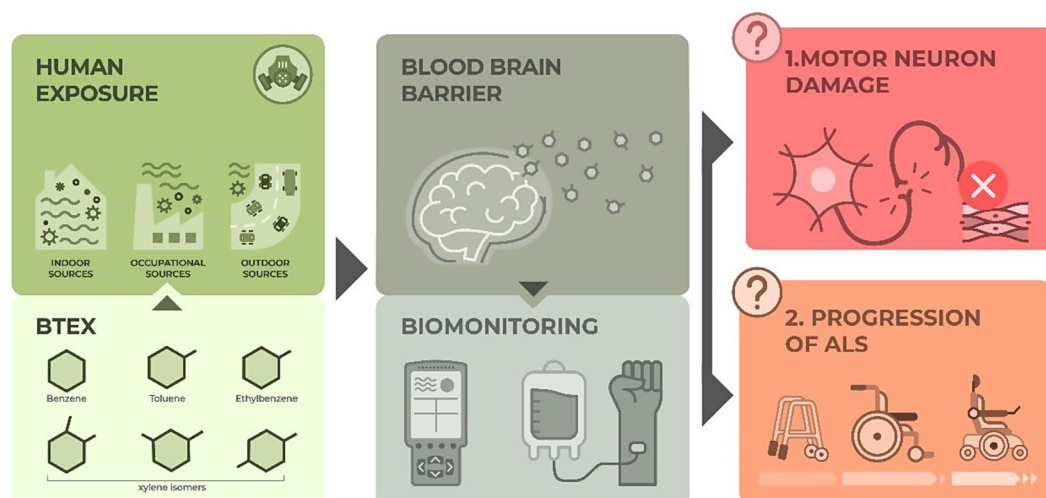 HUMAN
EXPOSURE
INDOOR
SOURCES
OCCUPATIONAL
SOURCES
OUTDOOR
SOURCES
BTEX
Benzene
Toluene
Ethylbenzene
xylene isomers
BLOOD BRAIN
BARRIER
BIOMONITORING
?
1.MOTOR NEURON
DAMAGE
?
2. PROGRESSION
OF ALS